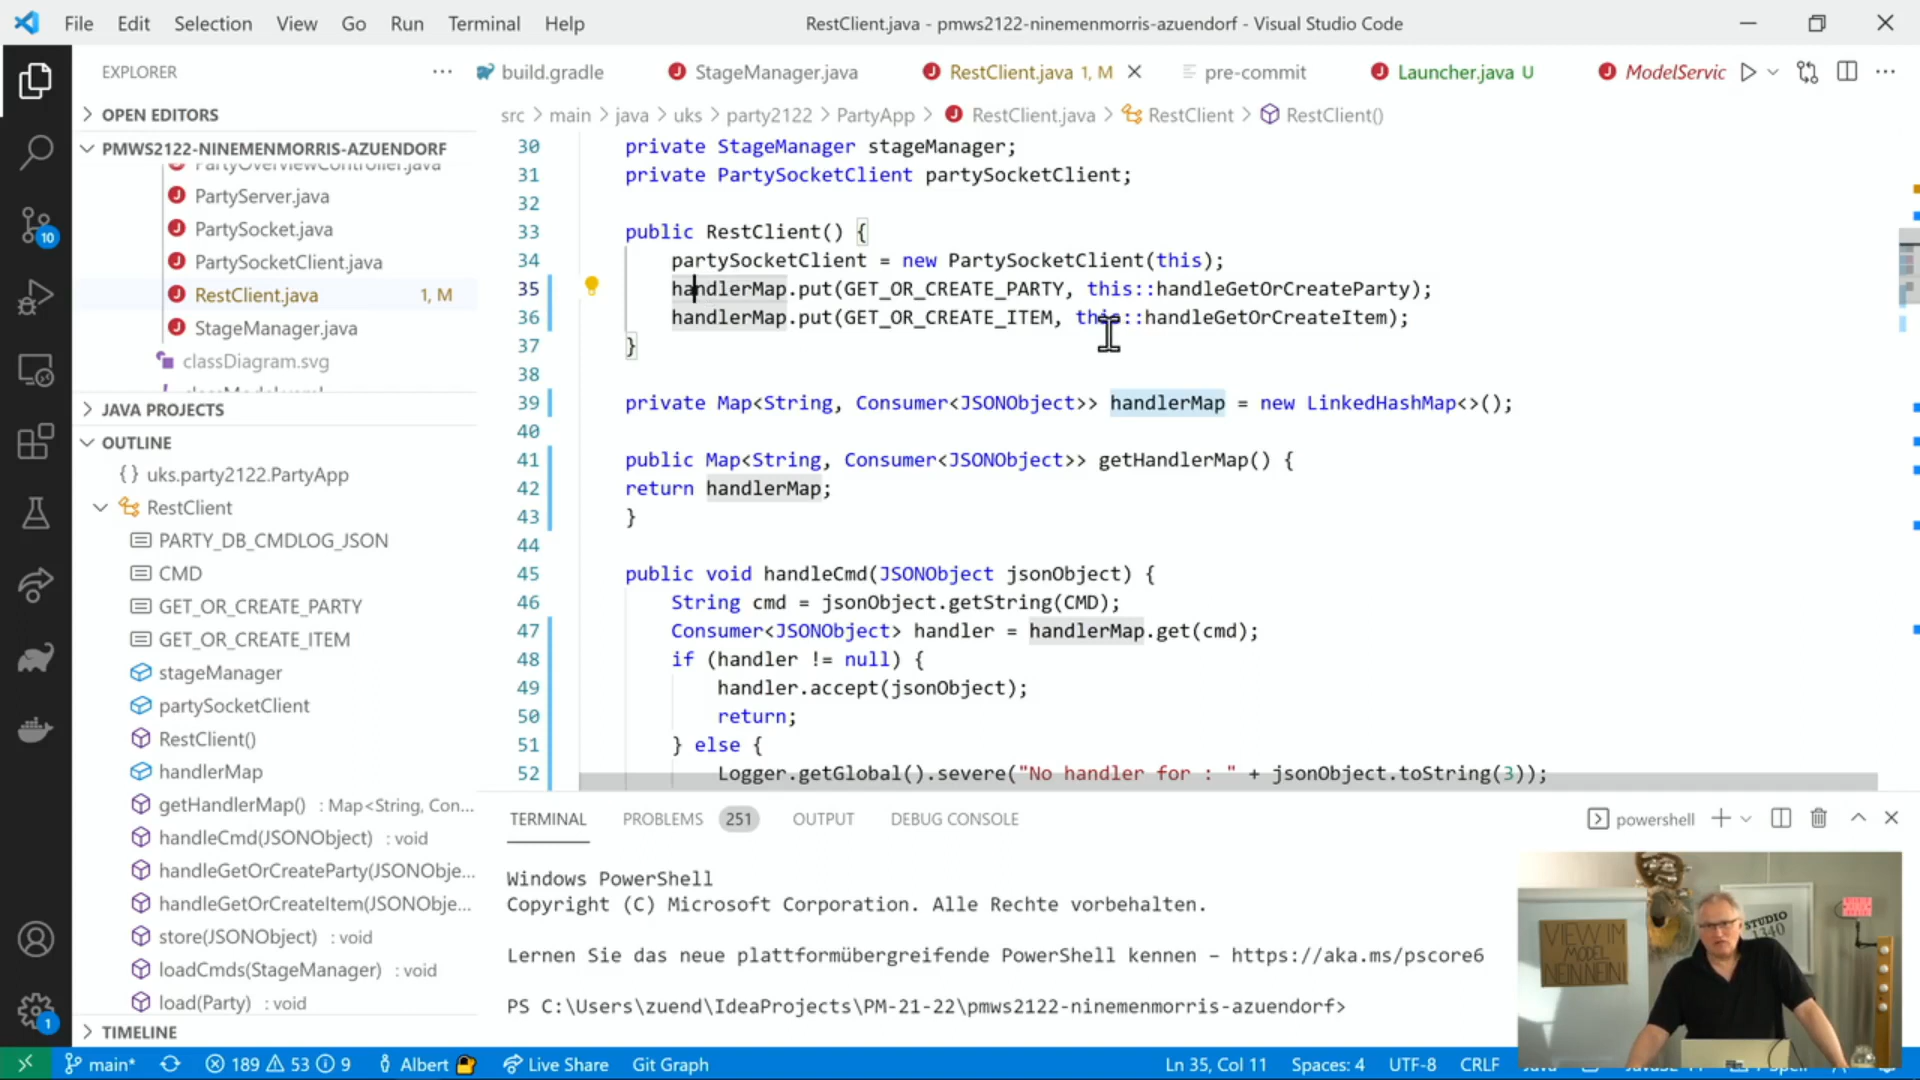 File Edit Selection View Go Run Terminal Help
RestClient.java - pmws2122-ninemenmorris-azuendorf - Visual Studio Code
EXPLORER
OPEN EDITORS
PMWS2122-NINEMENMORRIS-AZUENDORF
PartyOverviewController.java
PartyServer.java
PartySocket.java
PartySocketClient.java
RestClient.java 1, M
StageManager.java
classDiagram.svg
JAVA PROJECTS
OUTLINE
{} uks.party2122.PartyApp
RestClient
PARTY_DB_CMDLOG_JSON
CMD
GET_OR_CREATE_PARTY
GET_OR_CREATE_ITEM
stageManager
partySocketClient
RestClient()
handlerMap
getHandlerMap() : Map<String, Con...
handleCmd(JSONObject) : void
handleGetOrCreateParty(JSONObje...
handleGetOrCreateItem(JSONObje...
store(JSONObject) : void
loadCmds(StageManager) : void
load(Party) : void
TIMELINE
build.gradle StageManager.java RestClient.java 1, M pre-commit Launcher.java U ModelServic
src > main > java > uks > party2122 > PartyApp > RestClient.java > RestClient > RestClient()
30 private StageManager stageManager;
31 private PartySocketClient partySocketClient;
32
33 public RestClient() {
34 partySocketClient = new PartySocketClient(this);
35 handlerMap.put(GET_OR_CREATE_PARTY, this::handleGetOrCreateParty);
36 handlerMap.put(GET_OR_CREATE_ITEM, this::handleGetOrCreateItem);
37 }
38
39 private Map<String, Consumer<JSONObject>> handlerMap = new LinkedHashMap<>();
40
41 public Map<String, Consumer<JSONObject>> getHandlerMap() {
42 return handlerMap;
43 }
44
45 public void handleCmd(JSONObject jsonObject) {
46 String cmd = jsonObject.getString(CMD);
47 Consumer<JSONObject> handler = handlerMap.get(cmd);
48 if (handler != null) {
49 handler.accept(jsonObject);
50 return;
51 } else {
52 Logger.getGlobal().severe("No handler for : " + jsonObject.toString(3));
TERMINAL PROBLEMS 251 OUTPUT DEBUG CONSOLE
powershell
Windows PowerShell
Copyright (C) Microsoft Corporation. Alle Rechte vorbehalten.
Lernen Sie das neue plattformübergreifende PowerShell kennen – https://aka.ms/pscore6
PS C:\Users\zuend\IdeaProjects\PM-21-22\pmws2122-ninemenmorris-azuendorf>
VIEW IM
MODEL
NEIN NEIN!
STUDIO
1340
10
1
main* 189 53 9 Albert Live Share Git Graph
Ln 35, Col 11 Spaces: 4 UTF-8 CRLF